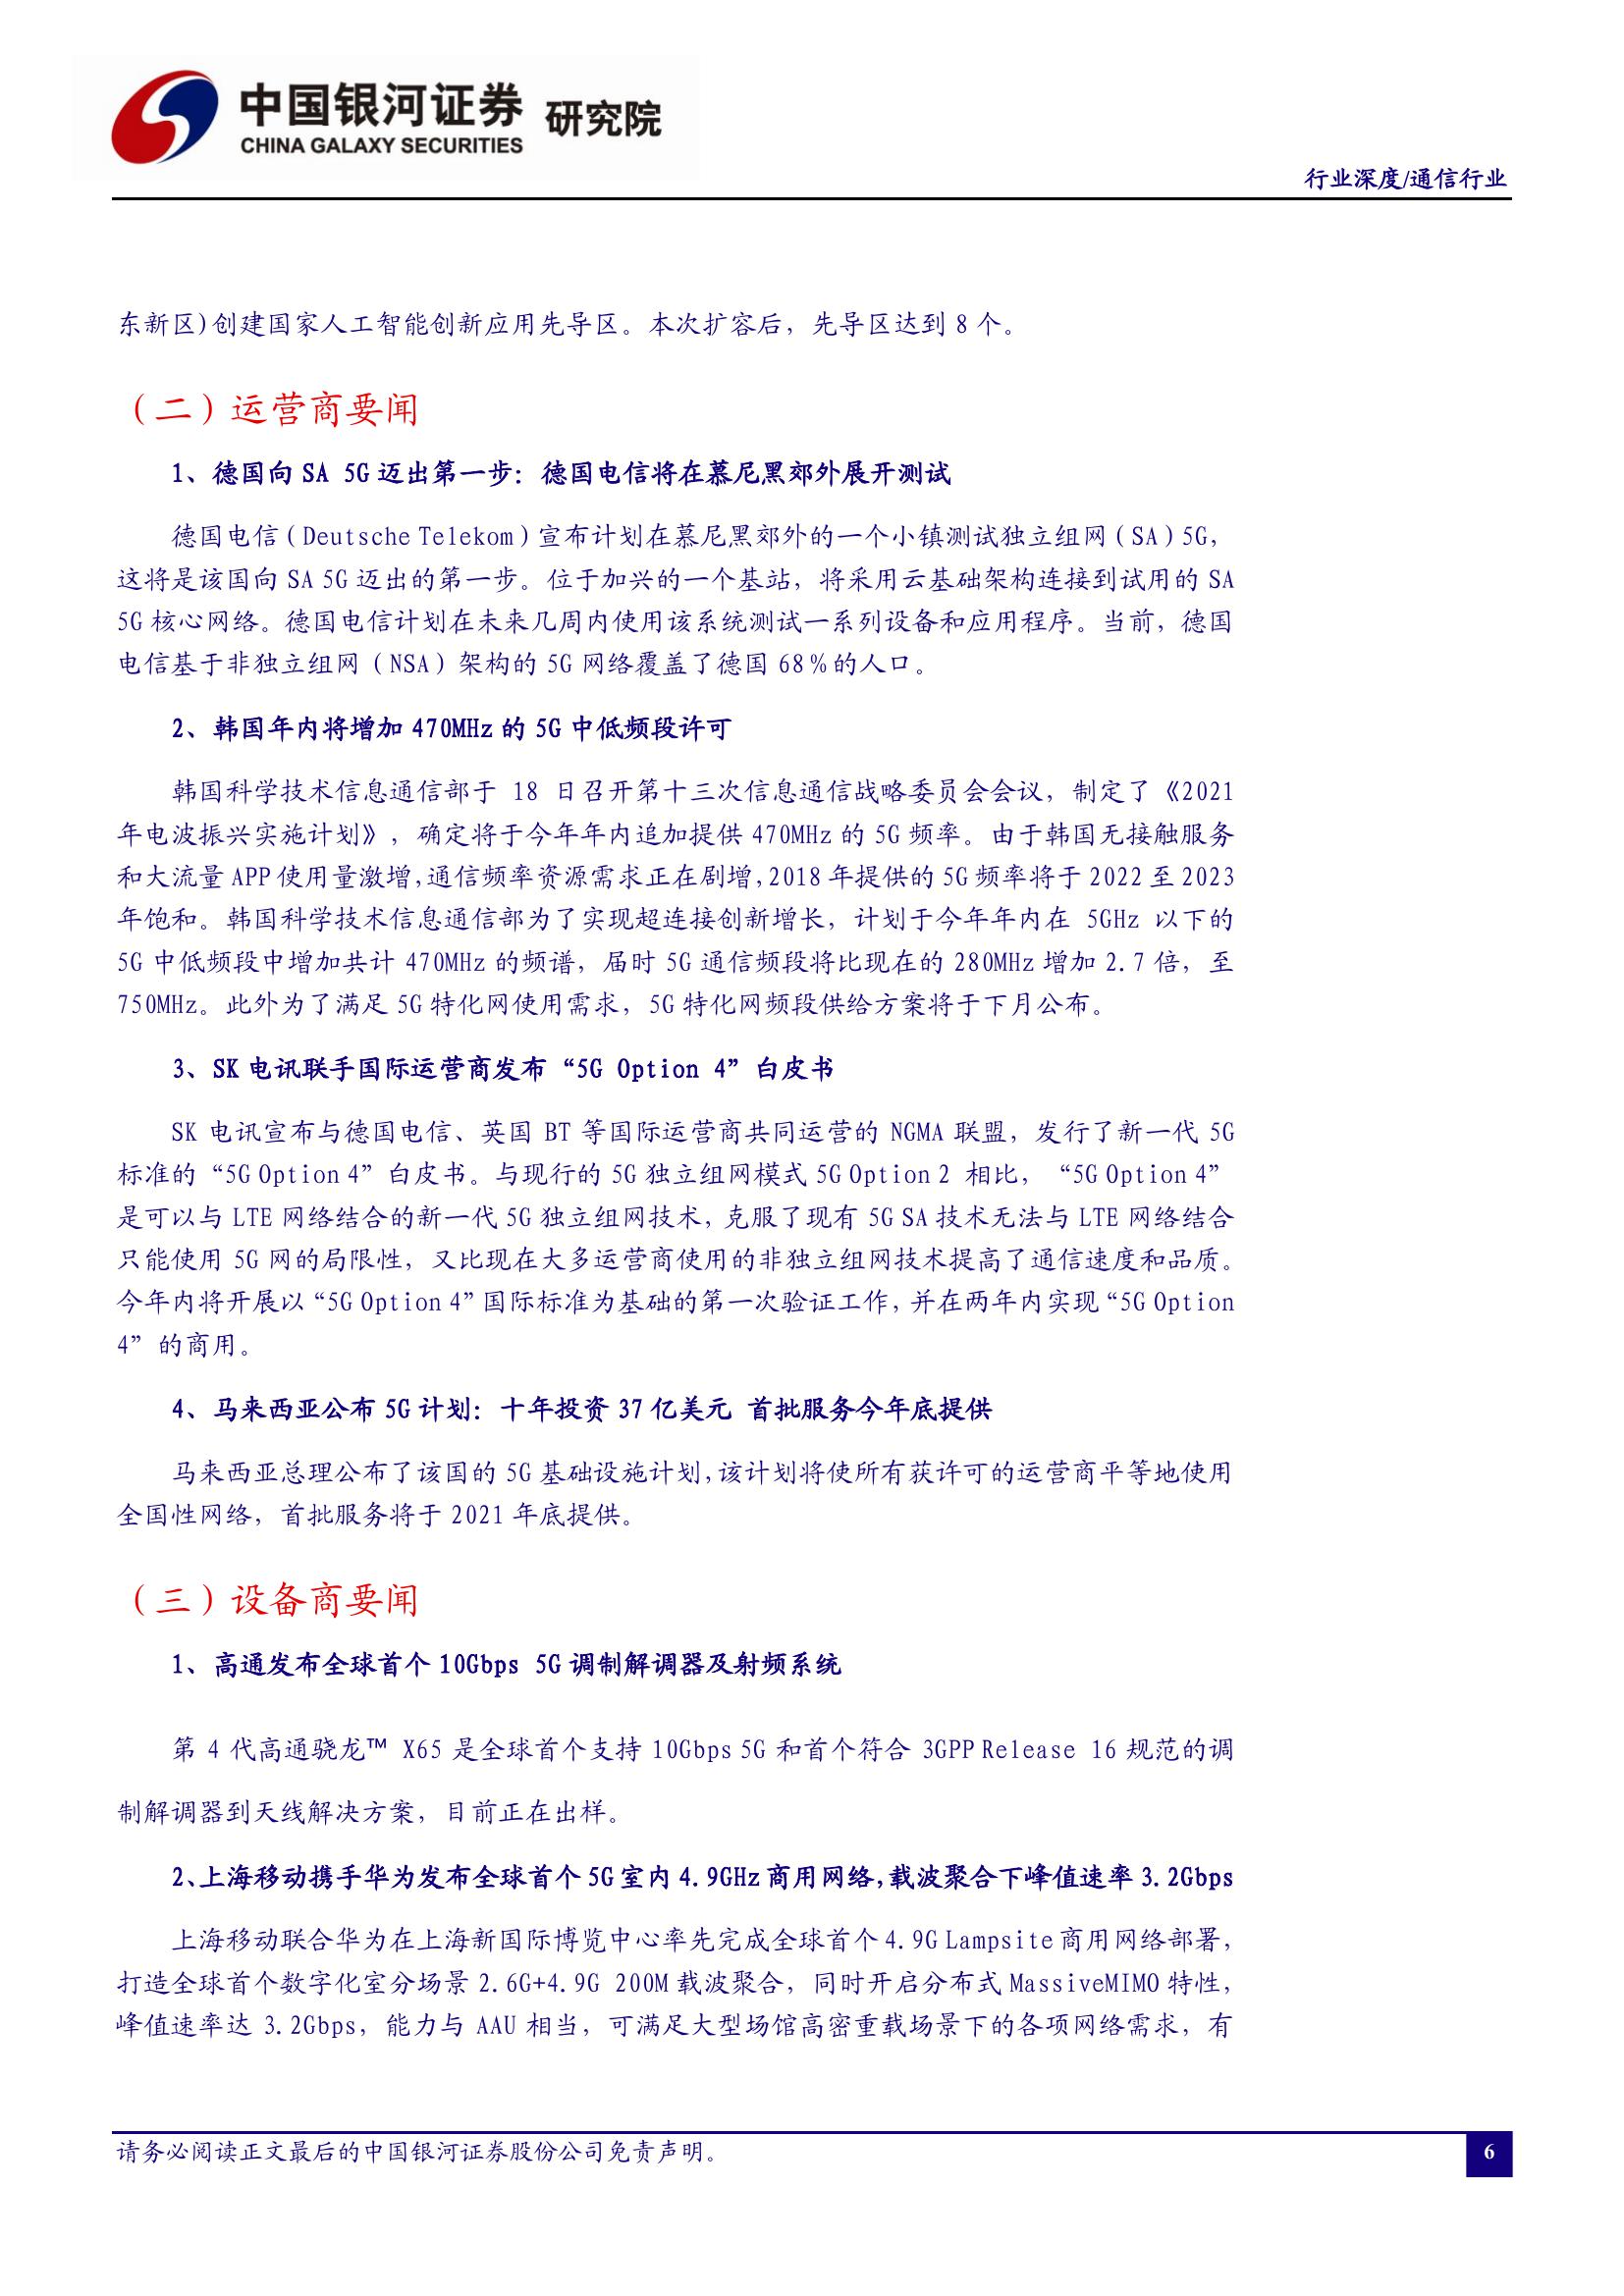 中国银河证券 研究院
CHINA GALAXY SECURITIES
行业深度/通信行业
东新区)创建国家人工智能创新应用先导区。本次扩容后，先导区达到 8 个。
（二）运营商要闻
1、德国向 SA 5G 迈出第一步：德国电信将在慕尼黑郊外展开测试
德国电信（Deutsche Telekom）宣布计划在慕尼黑郊外的一个小镇测试独立组网（SA）5G，
这将是该国向 SA 5G 迈出的第一步。位于加兴的一个基站，将采用云基础架构连接到试用的 SA
5G 核心网络。德国电信计划在未来几周内使用该系统测试一系列设备和应用程序。当前，德国
电信基于非独立组网（NSA）架构的 5G 网络覆盖了德国 68%的人口。
2、韩国年内将增加 470MHz 的 5G 中低频段许可
韩国科学技术信息通信部于 18 日召开第十三次信息通信战略委员会会议，制定了《2021
年电波振兴实施计划》，确定将于今年年内追加提供 470MHz 的 5G 频率。由于韩国无接触服务
和大流量 APP 使用量激增，通信频率资源需求正在剧增，2018 年提供的 5G 频率将于 2022 至 2023
年饱和。韩国科学技术信息通信部为了实现超连接创新增长，计划于今年年内在 5GHz 以下的
5G 中低频段中增加共计 470MHz 的频谱，届时 5G 通信频段将比现在的 280MHz 增加 2.7 倍，至
750MHz。此外为了满足 5G 特化网使用需求，5G 特化网频段供给方案将于下月公布。
3、SK 电讯联手国际运营商发布“5G Option 4”白皮书
SK 电讯宣布与德国电信、英国 BT 等国际运营商共同运营的 NGMA 联盟，发行了新一代 5G
标准的“5G Option 4”白皮书。与现行的 5G 独立组网模式 5G Option 2 相比，“5G Option 4”
是可以与 LTE 网络结合的新一代 5G 独立组网技术，克服了现有 5G SA 技术无法与 LTE 网络结合
只能使用 5G 网的局限性，又比现在大多运营商使用的非独立组网技术提高了通信速度和品质。
今年内将开展以“5G Option 4”国际标准为基础的第一次验证工作，并在两年内实现“5G Option
4”的商用。
4、马来西亚公布 5G 计划：十年投资 37 亿美元 首批服务今年底提供
马来西亚总理公布了该国的 5G 基础设施计划，该计划将使所有获许可的运营商平等地使用
全国性网络，首批服务将于 2021 年底提供。
（三）设备商要闻
1、高通发布全球首个 10Gbps 5G 调制解调器及射频系统
第 4 代高通骁龙™ X65 是全球首个支持 10Gbps 5G 和首个符合 3GPP Release 16 规范的调
制解调器到天线解决方案，目前正在出样。
2、上海移动携手华为发布全球首个 5G 室内 4.9GHz 商用网络，载波聚合下峰值速率 3.2Gbps
上海移动联合华为在上海新国际博览中心率先完成全球首个 4.9G Lampsite 商用网络部署，
打造全球首个数字化室分场景 2.6G+4.9G 200M 载波聚合，同时开启分布式 MassiveMIMO 特性，
峰值速率达 3.2Gbps，能力与 AAU 相当，可满足大型场馆高密重载场景下的各项网络需求，有
请务必阅读正文最后的中国银河证券股份公司免责声明。
6